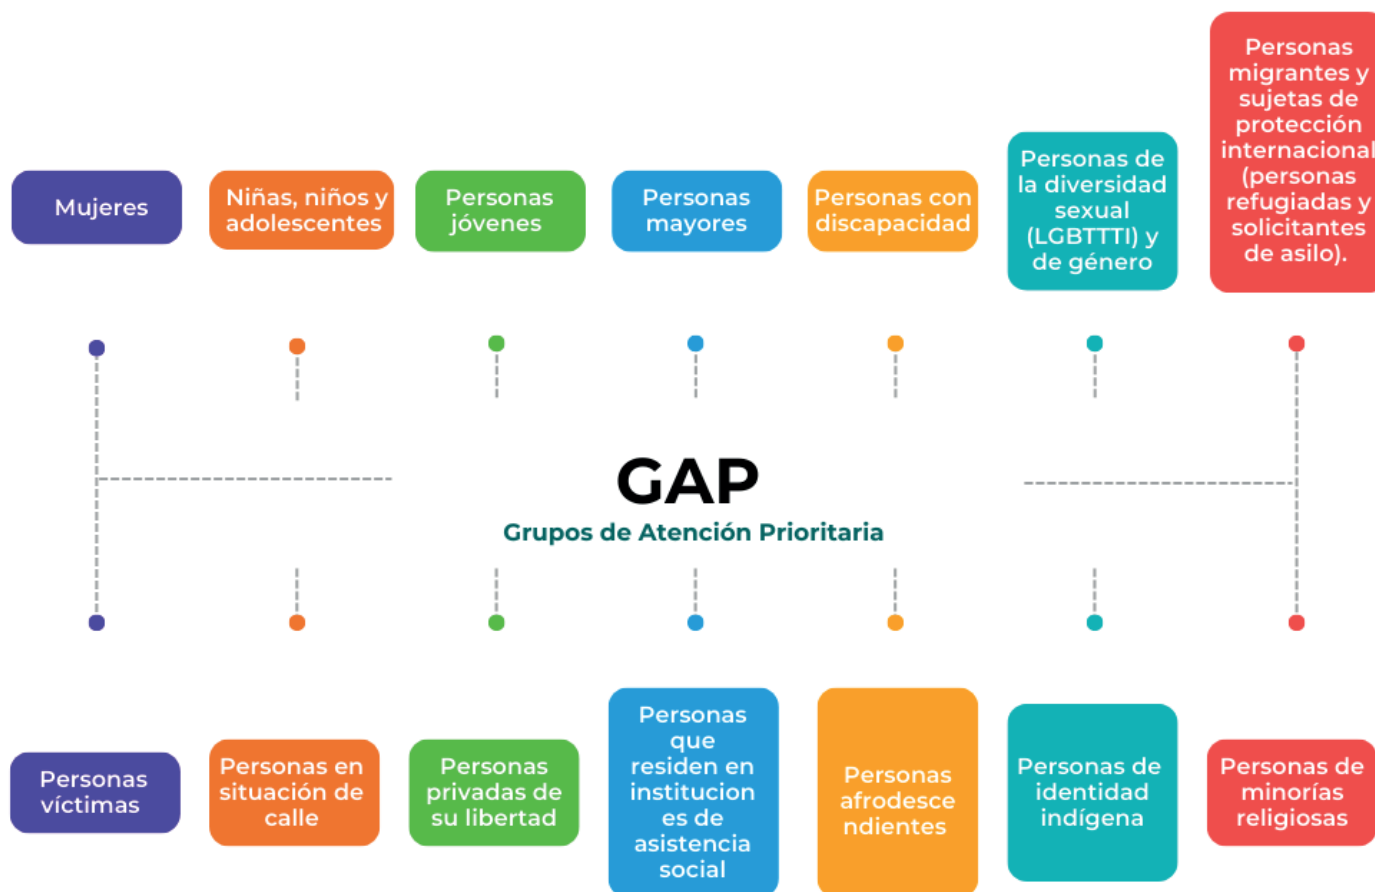 Mujeres
Niñas, niños y
adolescentes
Personas
jóvenes
Personas
mayores
Personas con
discapacidad
Personas de
la diversidad
sexual
(LGBTTTI) y
de género
Personas
migrantes y
sujetas de
protección
internacional
(personas
refugiadas y
solicitantes
de asilo).
GAP
Grupos de Atención Prioritaria
Personas
víctimas
Personas en
situación de
calle
Personas
privadas de
su libertad
Personas
que
residen en
institucion
es de
asistencia
social
Personas
afrodesce
ndientes
Personas de
identidad
indígena
Personas de
minorías
religiosas